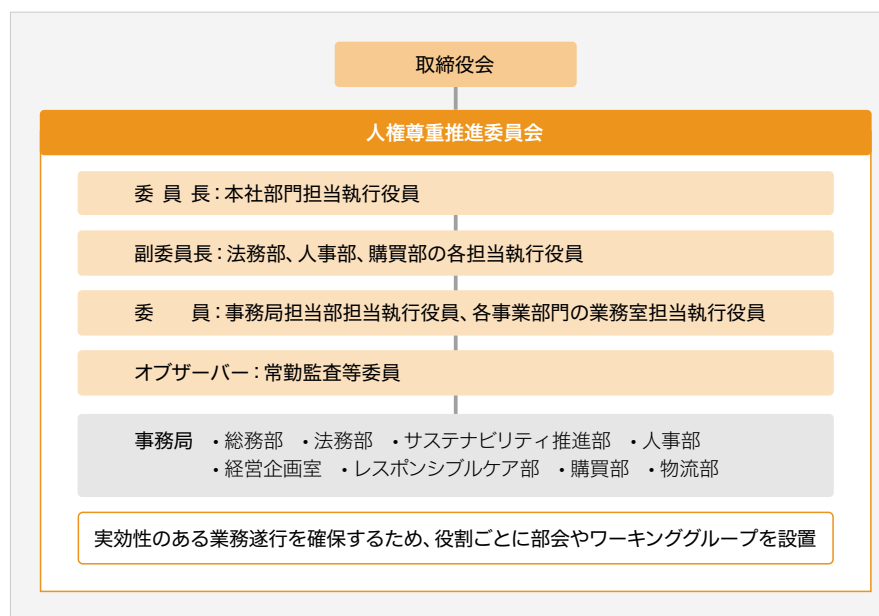 取締役会
人権尊重推進委員会
委 員 長：本社部門担当執行役員
副委員長：法務部、人事部、購買部の各担当執行役員
委　　員：事務局担当部担当執行役員、各事業部門の業務室担当執行役員
オブザーバー：常勤監査等委員
事務局 ・総務部 ・法務部 ・サステナビリティ推進部 ・人事部
・経営企画室 ・レスポンシブルケア部 ・購買部 ・物流部
実効性のある業務遂行を確保するため、役割ごとに部会やワーキンググループを設置